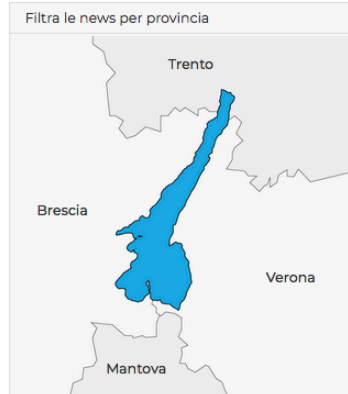 Filtra le news per provincia
Trento
Brescia
Verona
Mantova